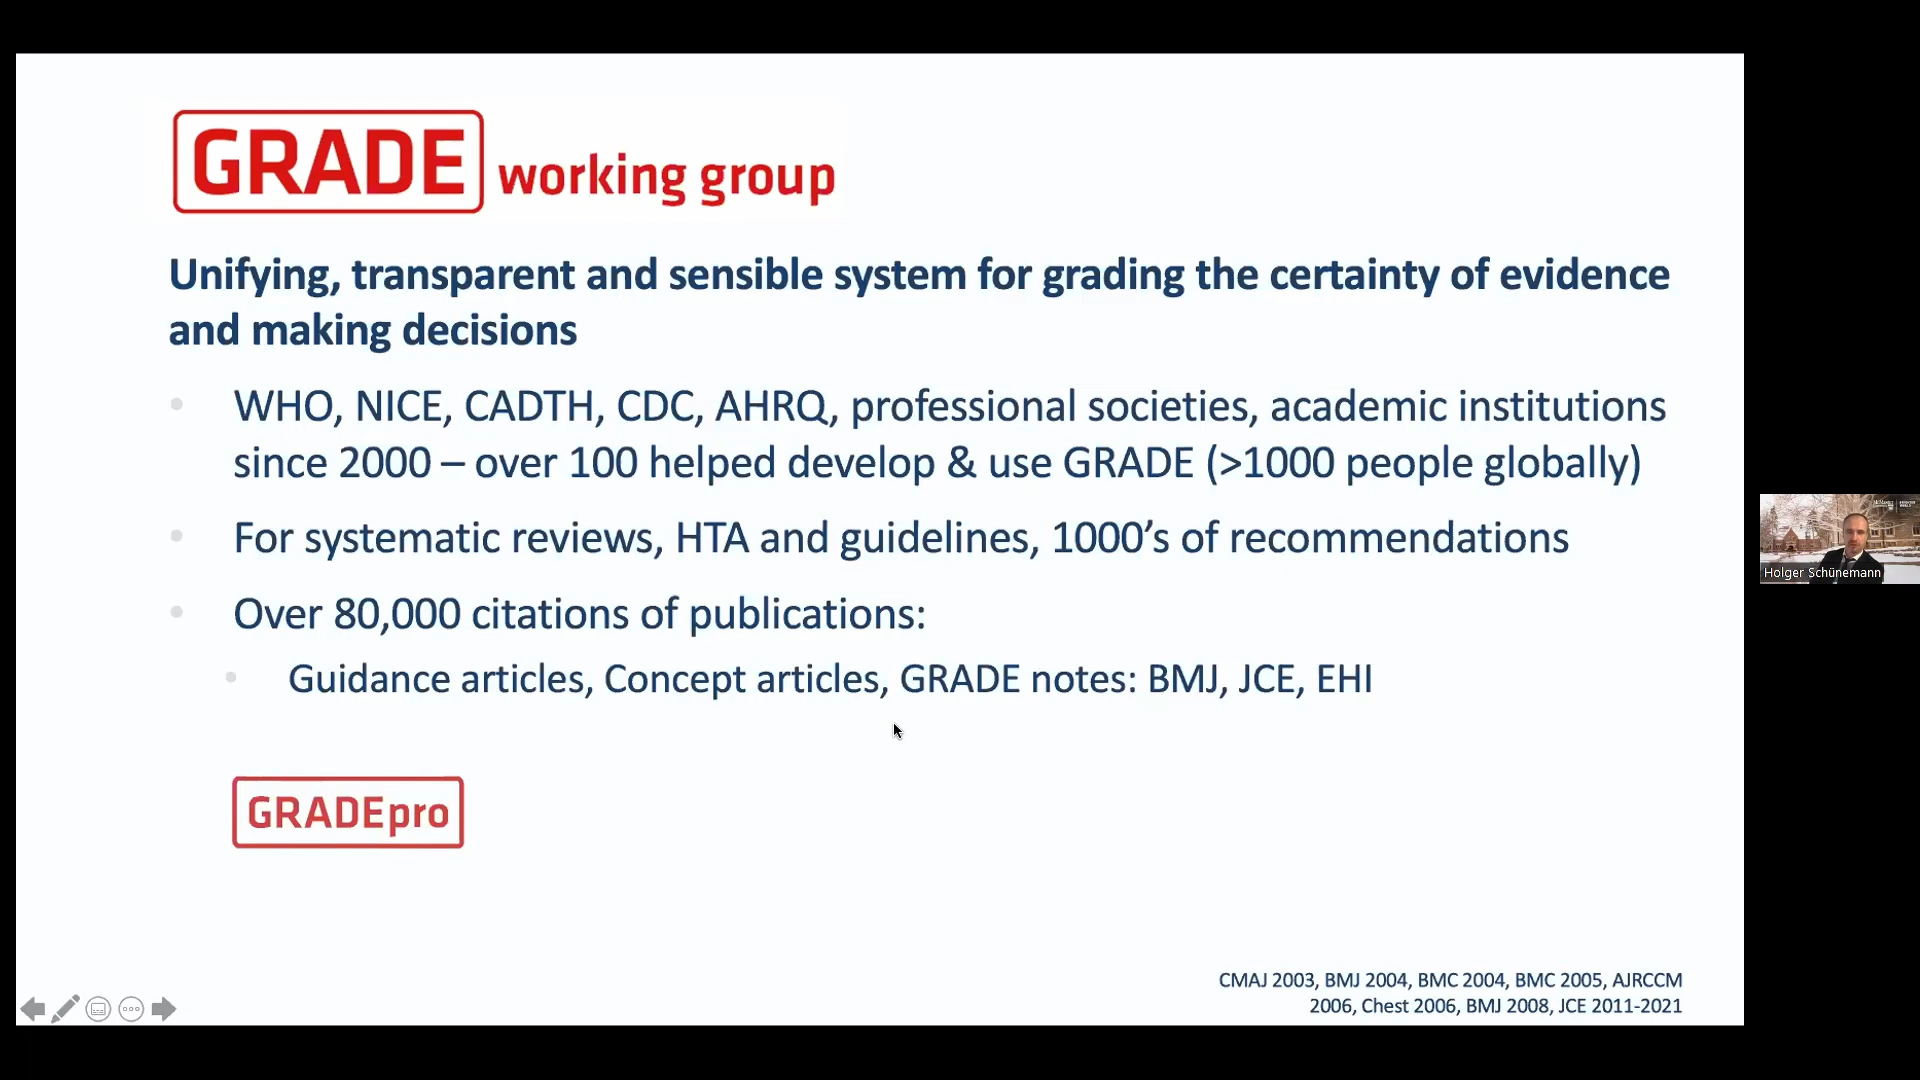 GRADE working group
Unifying, transparent and sensible system for grading the certainty of evidence
and making decisions
WHO, NICE, CADTH, CDC, AHRQ, professional societies, academic institutions
since 2000 – over 100 helped develop & use GRADE (>1000 people globally)
For systematic reviews, HTA and guidelines, 1000’s of recommendations
Over 80,000 citations of publications:
Guidance articles, Concept articles, GRADE notes: BMJ, JCE, EHI
Holger Schünemann
GRADEpro
CMAJ 2003, BMJ 2004, BMC 2004, BMC 2005, AJRCCM
2006, Chest 2006, BMJ 2008, JCE 2011-2021